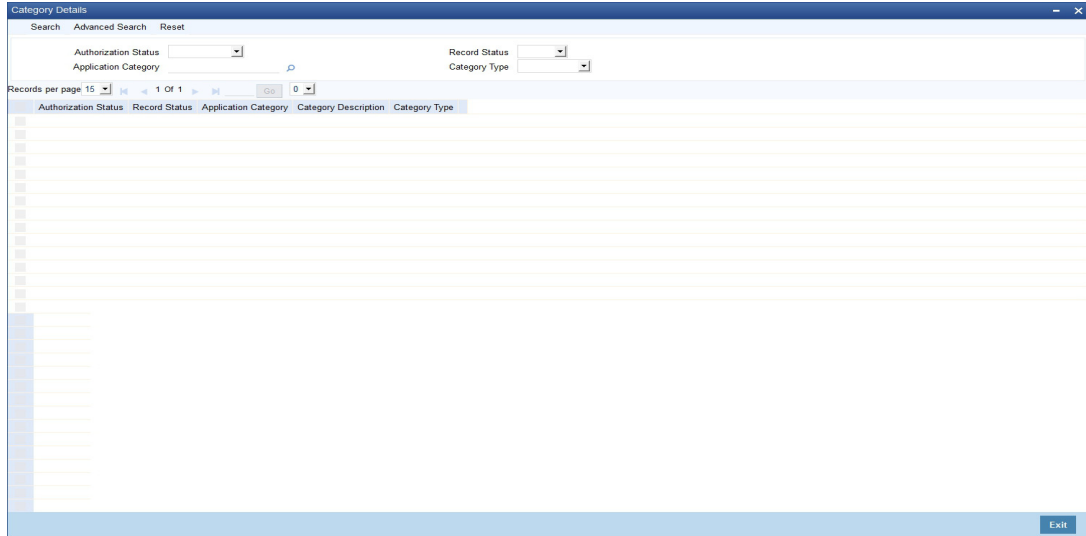 Category Details
Search Advanced Search Reset
Authorization Status Record Status
Application Category Category Type
Records per page 15 1 Of 1 Go 0
Authorization Status Record Status Application Category Category Description Category Type
Exit